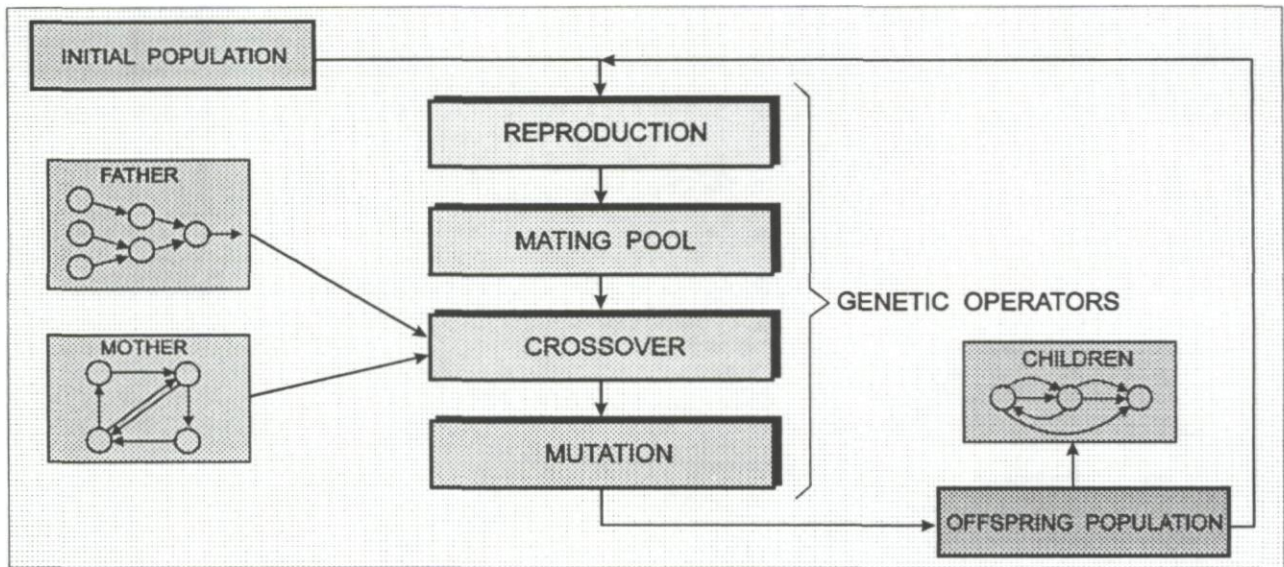 INITIAL POPULATION
REPRODUCTION
FATHER
MATING POOL
GENETIC OPERATORS
CROSSOVER
MOTHER
CHILDREN
MUTATION
OFFSPRING POPULATION